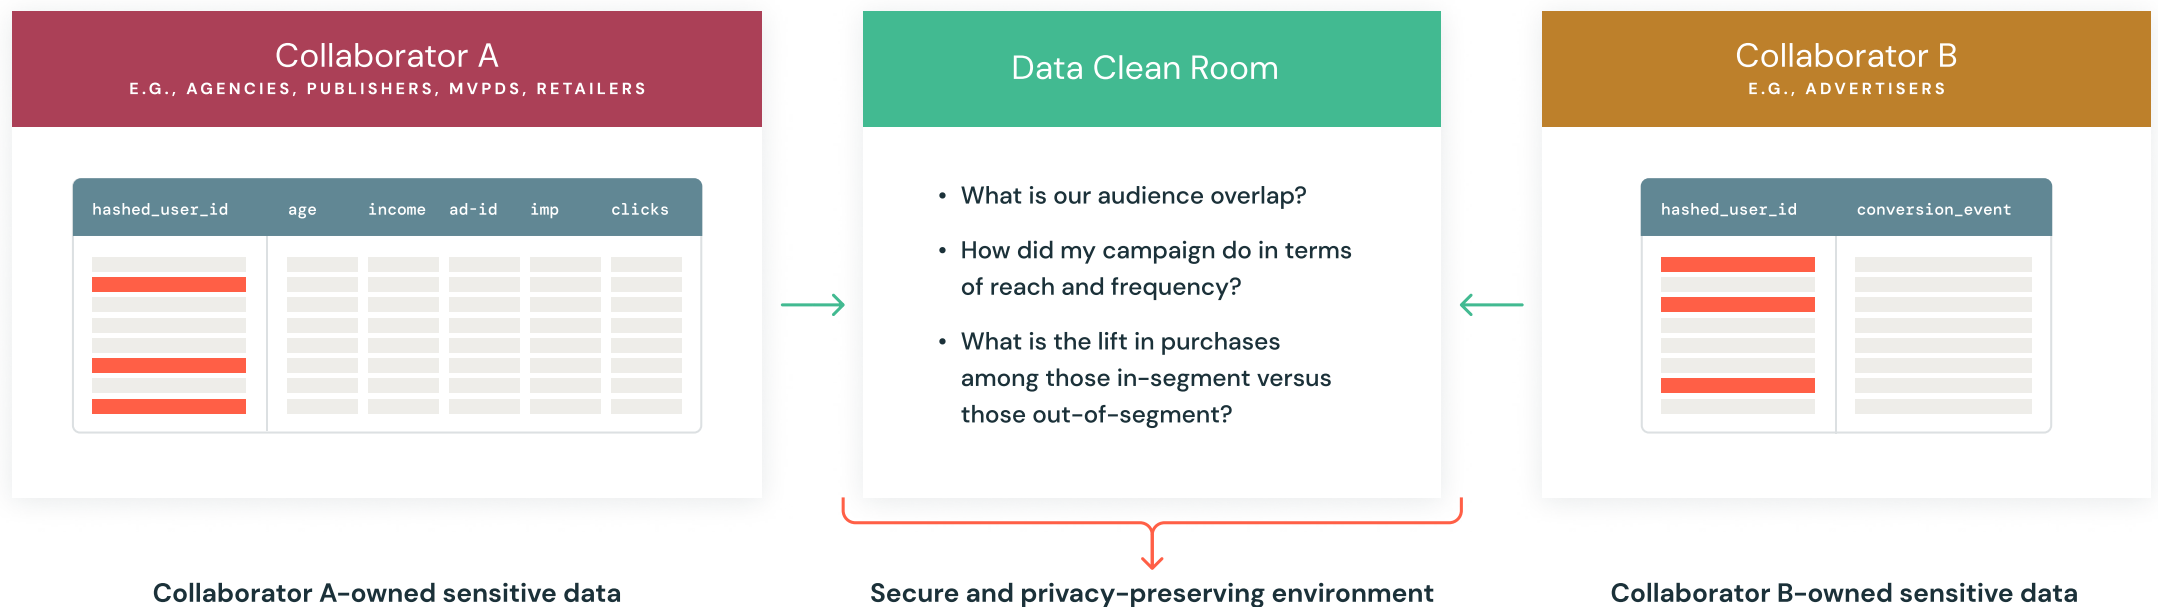 Collaborator A
E.G., AGENCIES, PUBLISHERS, MVPDS, RETAILERS
hashed_user_id age income ad-id imp clicks
Collaborator A-owned sensitive data
Data Clean Room
• What is our audience overlap?
• How did my campaign do in terms
of reach and frequency?
• What is the lift in purchases
among those in-segment versus
those out-of-segment?
Secure and privacy-preserving environment
Collaborator B
E.G., ADVERTISERS
hashed_user_id conversion_event
Collaborator B-owned sensitive data